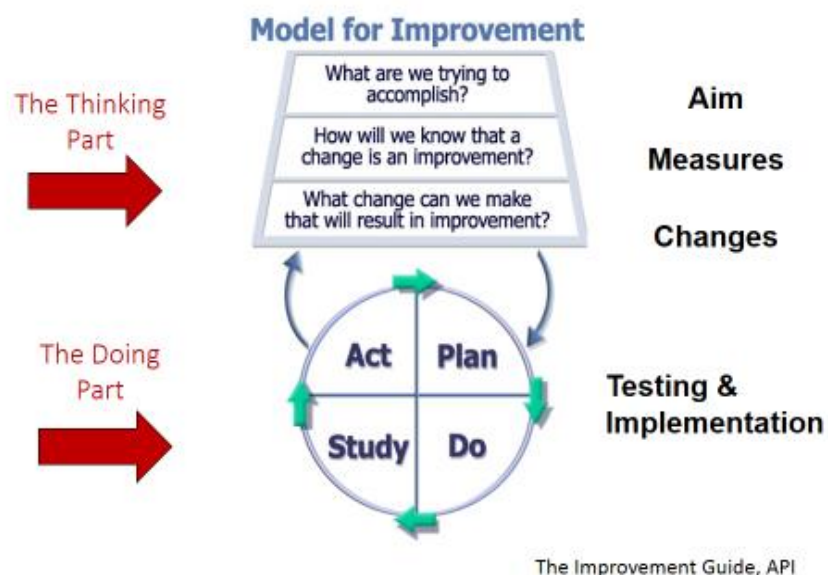 Model for Improvement
The Thinking
Part
What are we trying to
accomplish?
How will we know that a
change is an improvement?
What change can we make
that will result in improvement?
Aim
Measures
Changes
The Doing
Part
Act
Plan
Study
Do
Testing &
Implementation
The Improvement Guide, API